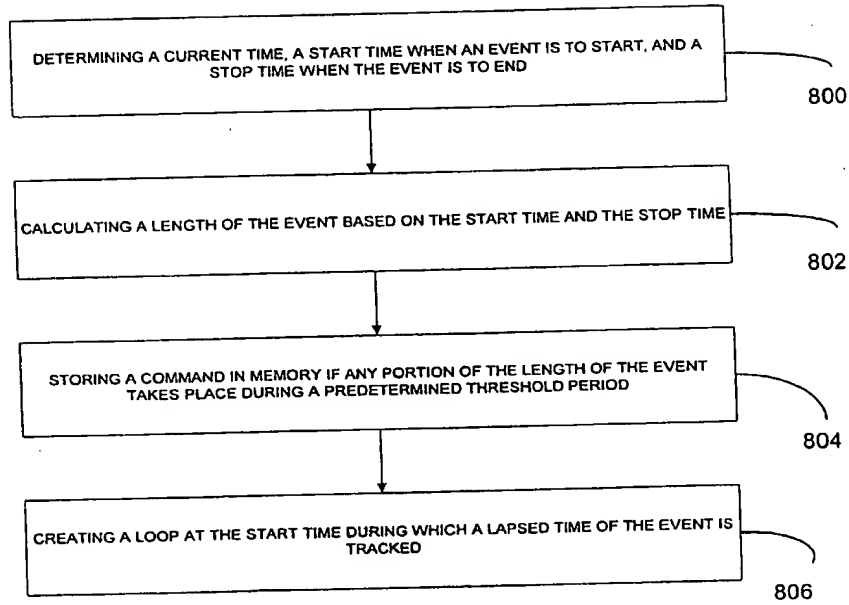 DETERMINING A CURRENT TIME, A START TIME WHEN AN EVENT IS TO START, AND A
STOP TIME WHEN THE EVENT IS TO END
800
CALCULATING A LENGTH OF THE EVENT BASED ON THE START TIME AND THE STOP TIME
802
STORING A COMMAND IN MEMORY IF ANY PORTION OF THE LENGTH OF THE EVENT
TAKES PLACE DURING A PREDETERMINED THRESHOLD PERIOD
804
CREATING A LOOP AT THE START TIME DURING WHICH A LAPSED TIME OF THE EVENT IS
TRACKED
806